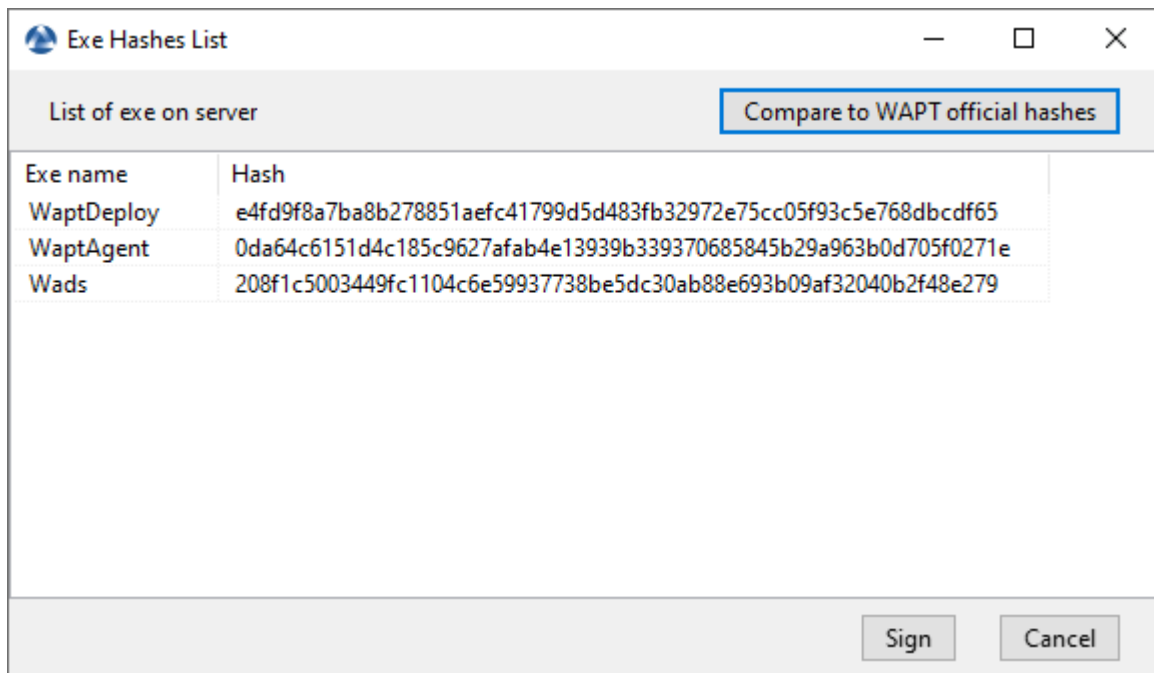 Exe Hashes List
List of exe on server Compare to WAPT official hashes
Exe name Hash
WaptDeploy e4fd9f8a7ba8b278851aefc41799d5d483fb32972e75cc05f93c5e768dbcdf65
WaptAgent 0da64c6151d4c185c9627afab4e13939b339370685845b29a963b0d705f0271e
Wads 208f1c5003449fc1104c6e59937738be5dc30ab88e693b09af32040b2f48e279
Sign Cancel